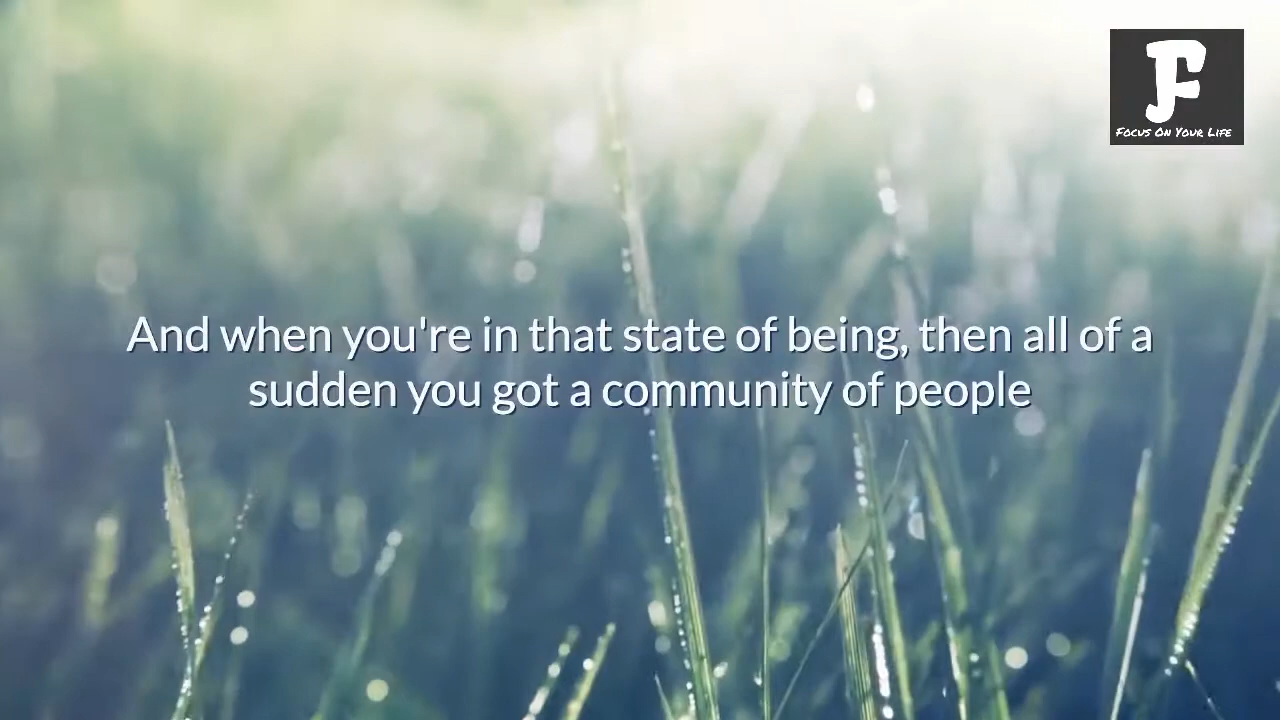 F
Focus On Your Life
And when you're in that state of being, then all of a
sudden you got a community of people